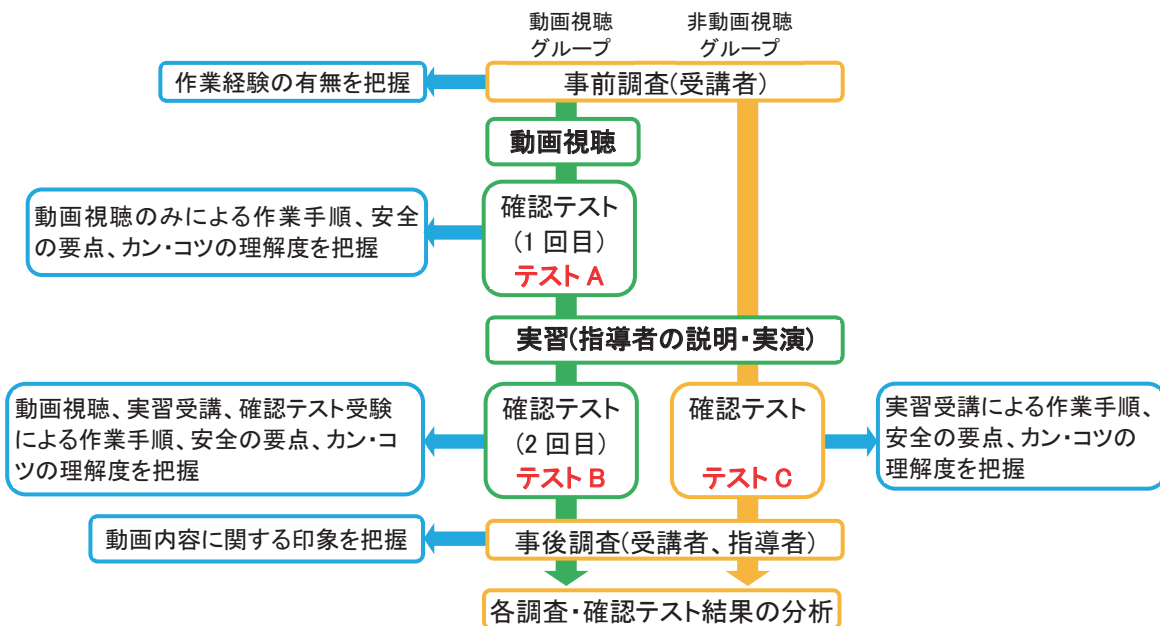 動画視聴
グループ
非動画視聴
グループ
作業経験の有無を把握
事前調査(受講者)
動画視聴
動画視聴のみによる作業手順、安全
の要点、カン・コツの理解度を把握
確認テスト
(1 回目)
テスト A
実習(指導者の説明・実演)
動画視聴、実習受講、確認テスト受験
による作業手順、安全の要点、カン・コ
ツの理解度を把握
確認テスト
(2 回目)
テスト B
確認テスト
テスト C
実習受講による作業手順、
安全の要点、カン・コツの
理解度を把握
動画内容に関する印象を把握
事後調査(受講者、指導者)
各調査・確認テスト結果の分析